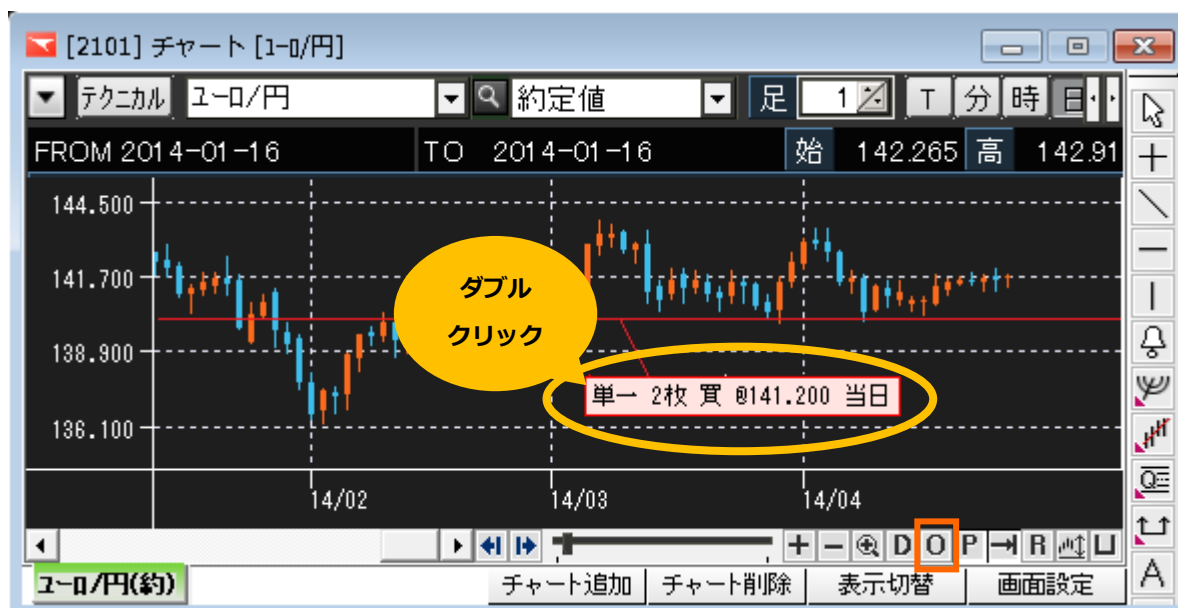 [2101] チャート [ﾕｰﾛ/円]
テクニカル ﾕｰﾛ/円 約定値 足 1 T 分 時 日
FROM 2014-01-16 TO 2014-01-16 始 142.265 高 142.91
144.500
141.700
138.900
136.100
ダブル
クリック
単一 2枚 買 @141.200 当日
14/02 14/03 14/04
+ - D O P R
ﾕｰﾛ/円(約) チャート追加 チャート削除 表示切替 画面設定
A